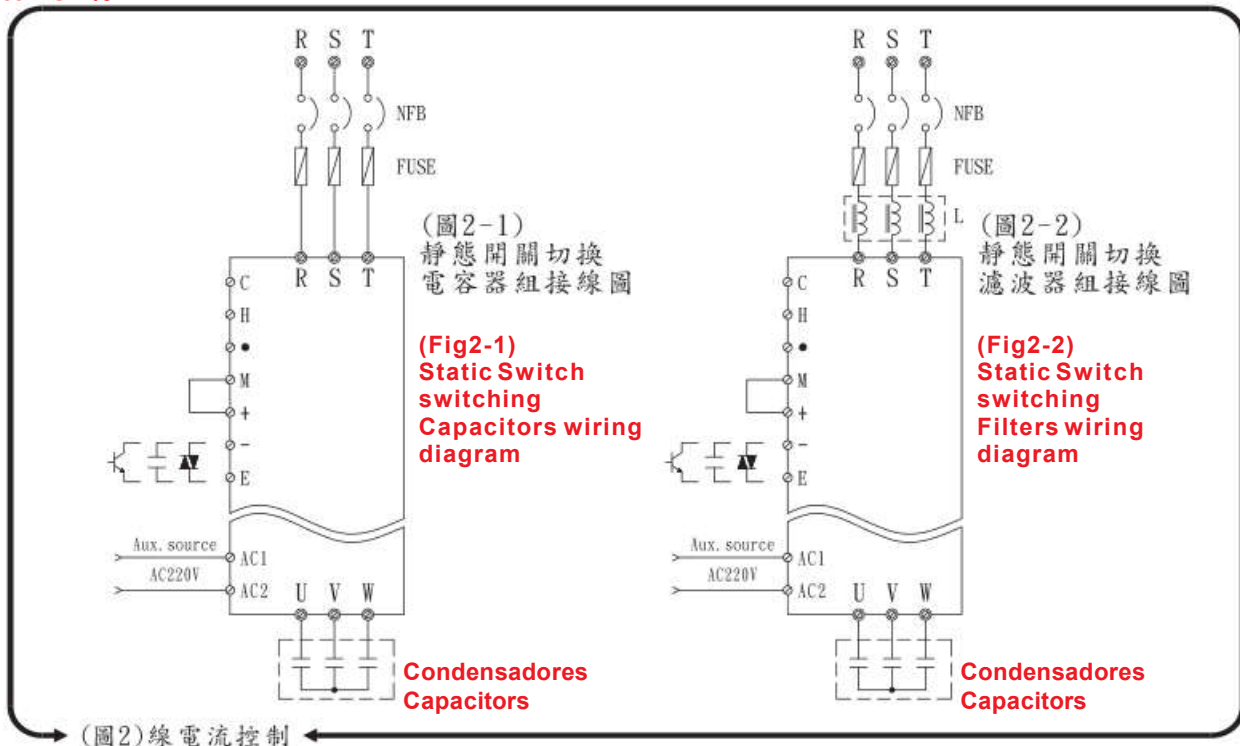 R S T
NFB
FUSE
(圖2-1)
靜態開關切換
電容器組接線圖
R S T
C
H
(Fig2-1)
Static Switch
switching
Capacitors wiring
diagram
M
+
-
E
Aux. source
AC1
AC220V
AC2
U V W
Condensadores
Capacitors
R S T
NFB
FUSE
L
(圖2-2)
靜態開關切換
濾波器組接線圖
R S T
C
H
(Fig2-2)
Static Switch
switching
Filters wiring
diagram
M
+
-
E
Aux. source
AC1
AC220V
AC2
U V W
Condensadores
Capacitors
(圖2)線電流控制